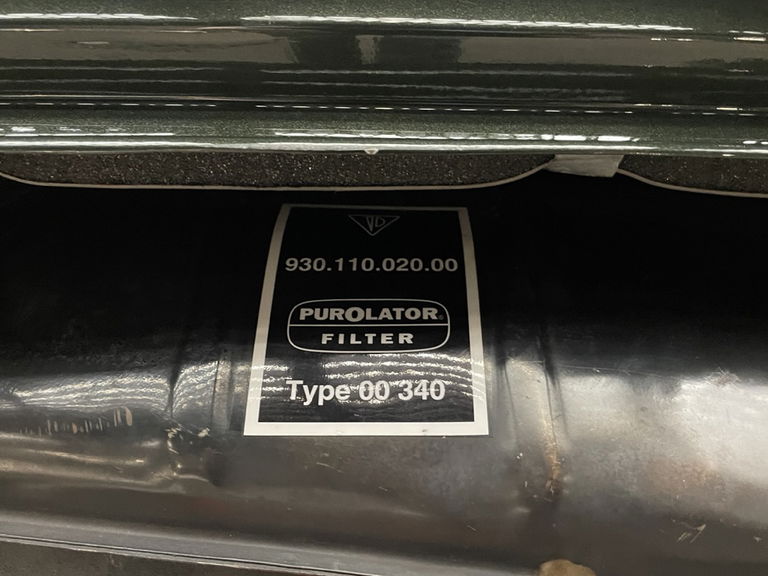 930.110.020.00
PUROLATOR®
FILTER
Type 00 340